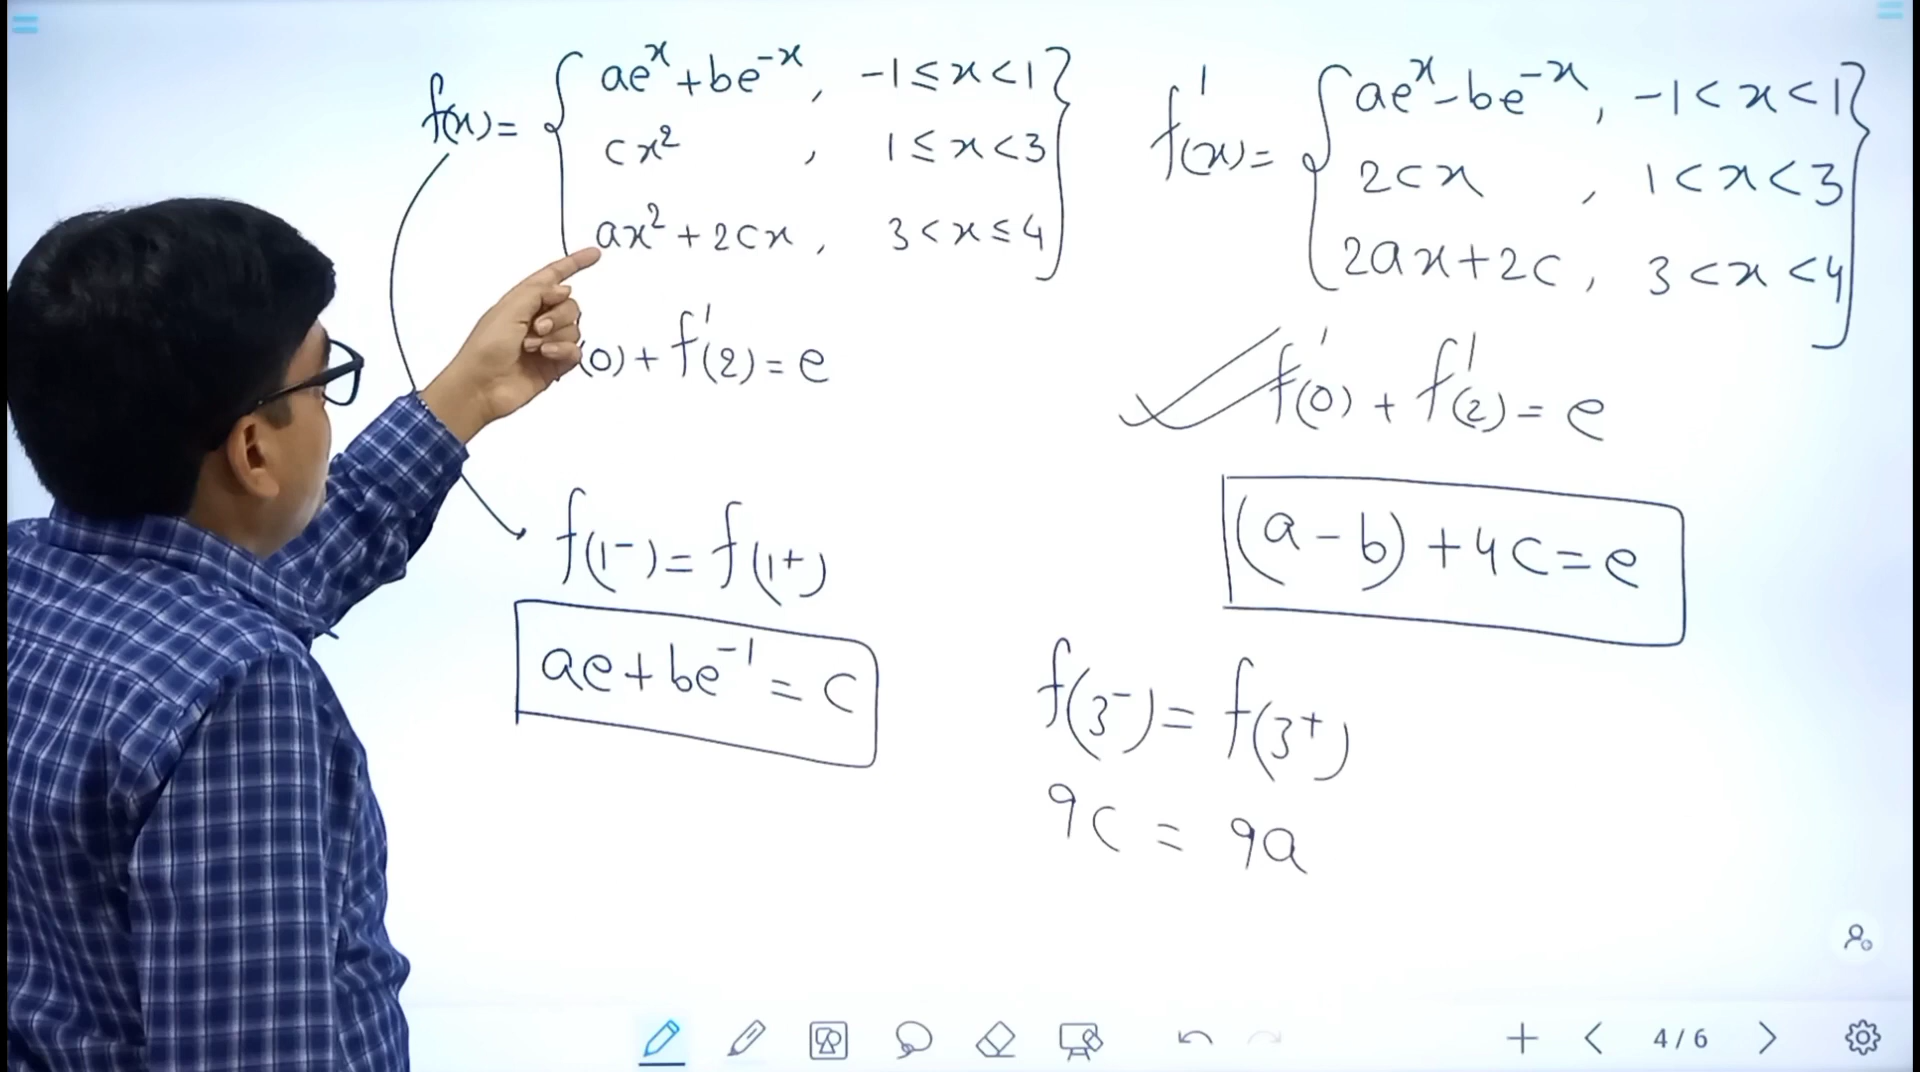 f(x) = { ae^x + be^-x , -1 ≤ x < 1 }
cx² , 1 ≤ x < 3
ax² + 2cx , 3 < x ≤ 4
f'(x) = { ae^x - be^-x , -1 < x < 1 }
2cx , 1 < x < 3
2ax + 2c , 3 < x < 4
(0) + f'(2) = e
f'(0) + f'(2) = e
(a - b) + 4c = e
f(1⁻) = f(1⁺)
ae + be^-1 = c
f(3⁻) = f(3⁺)
9c = 9a
4 / 6